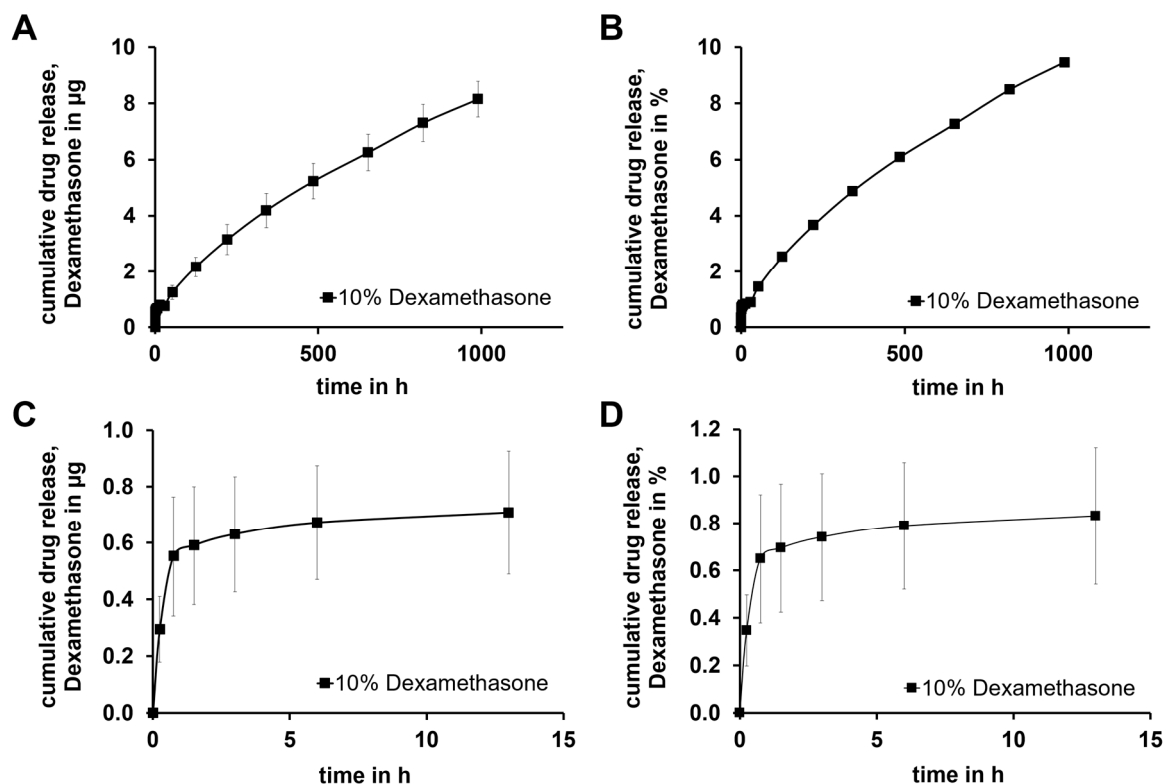 A
cumulative drug release,
Dexamethasone in µg
10
8
6
4
2
0
10% Dexamethasone
0
500
1000
time in h
B
cumulative drug release,
Dexamethasone in %
10
8
6
4
2
0
10% Dexamethasone
0
500
1000
time in h
C
cumulative drug release,
Dexamethasone in µg
1.0
0.8
0.6
0.4
0.2
0.0
10% Dexamethasone
0
5
10
15
time in h
D
cumulative drug release,
Dexamethasone in %
1.2
1.0
0.8
0.6
0.4
0.2
0.0
10% Dexamethasone
0
5
10
15
time in h